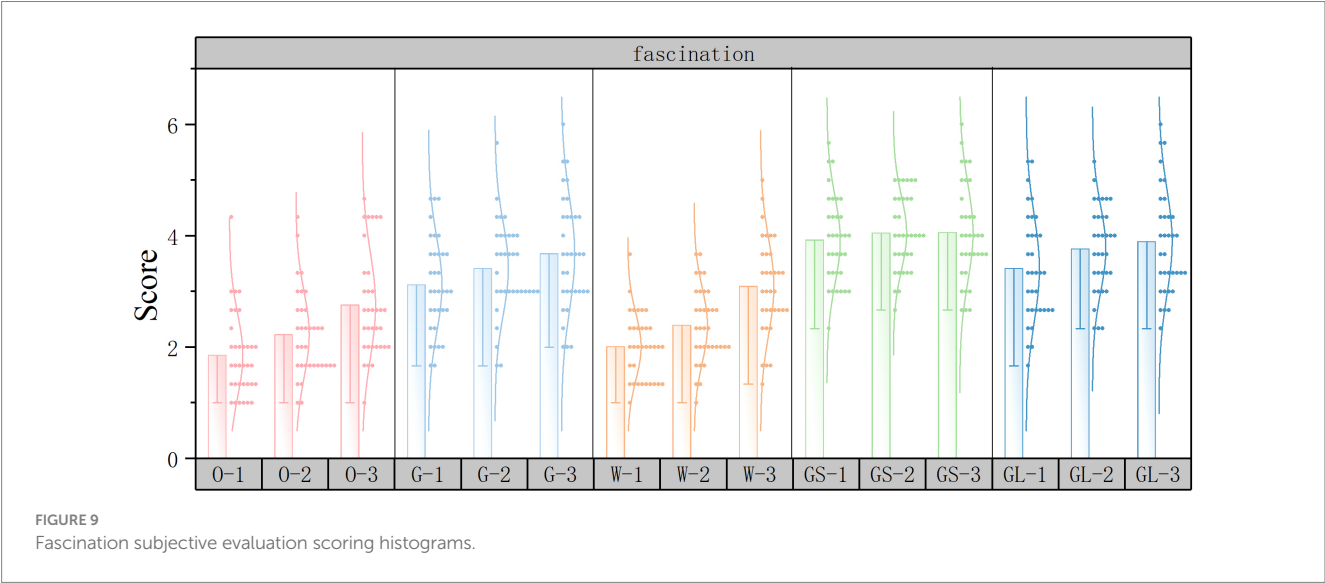 fascination
Score
6
4
2
0
O-1 O-2 O-3 G-1 G-2 G-3 W-1 W-2 W-3 GS-1 GS-2 GS-3 GL-1 GL-2 GL-3
FIGURE 9
Fascination subjective evaluation scoring histograms.